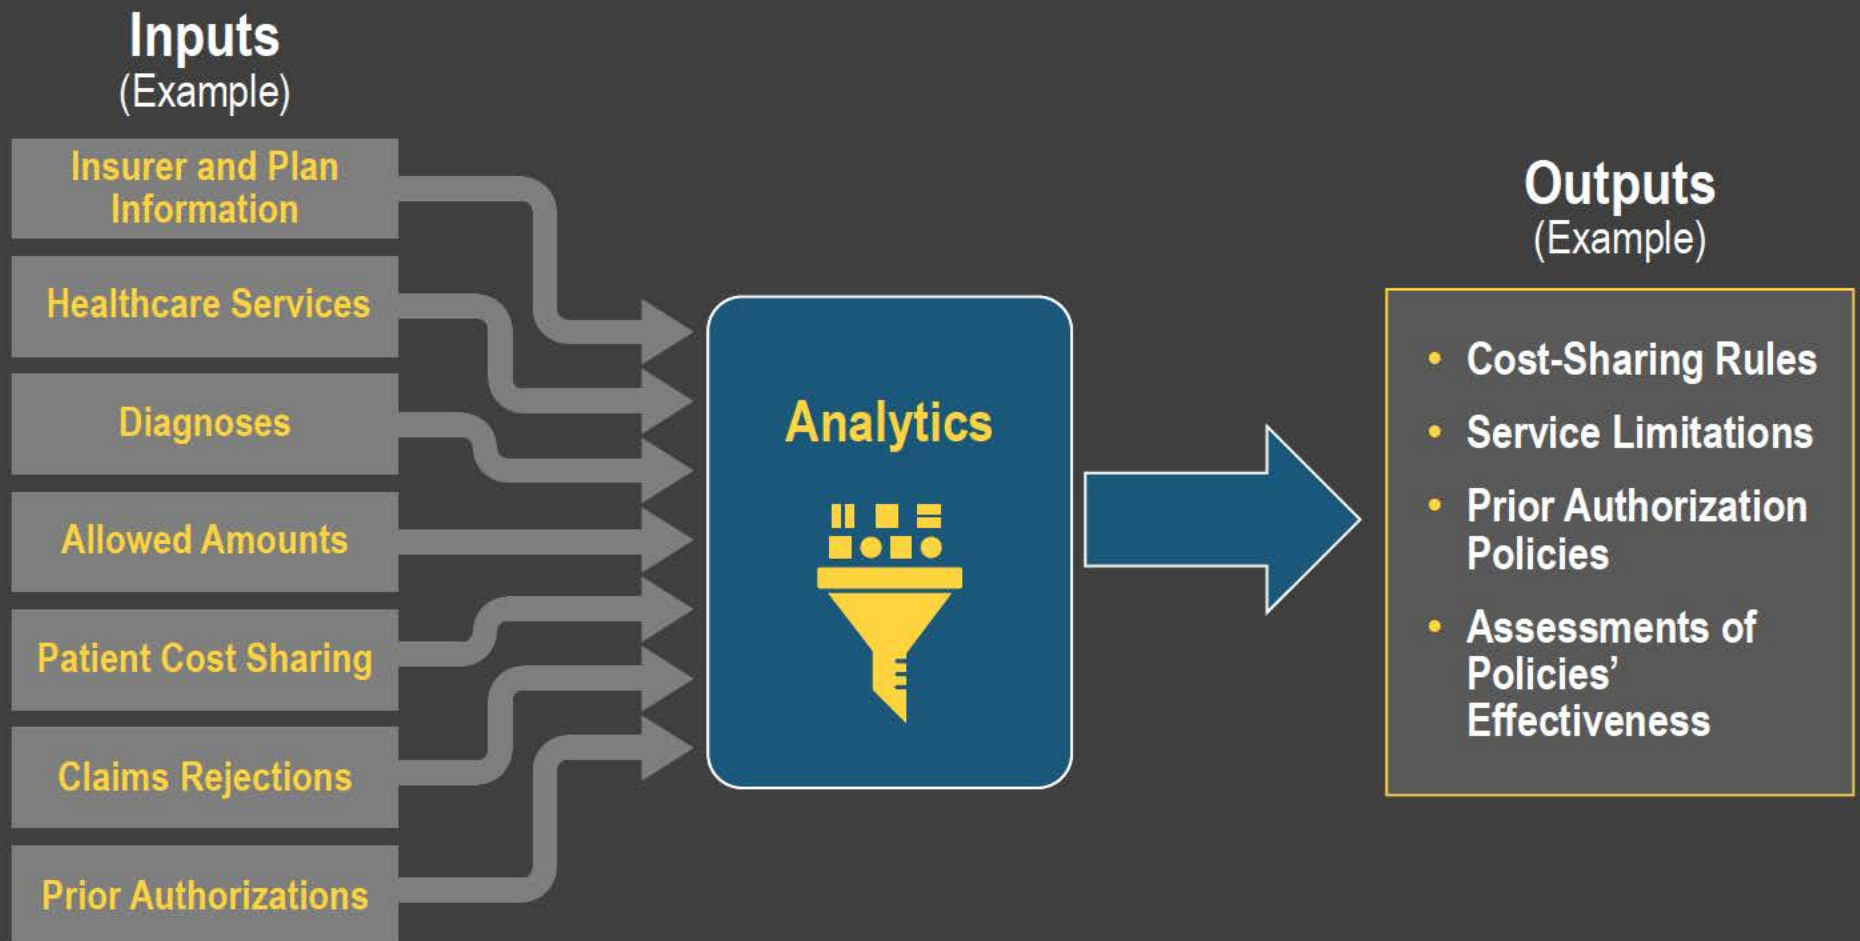 Inputs
(Example)
Insurer and Plan
Information
Healthcare Services
Diagnoses
Allowed Amounts
Patient Cost Sharing
Claims Rejections
Prior Authorizations
Analytics
Outputs
(Example)
• Cost-Sharing Rules
• Service Limitations
• Prior Authorization
Policies
• Assessments of
Policies’
Effectiveness